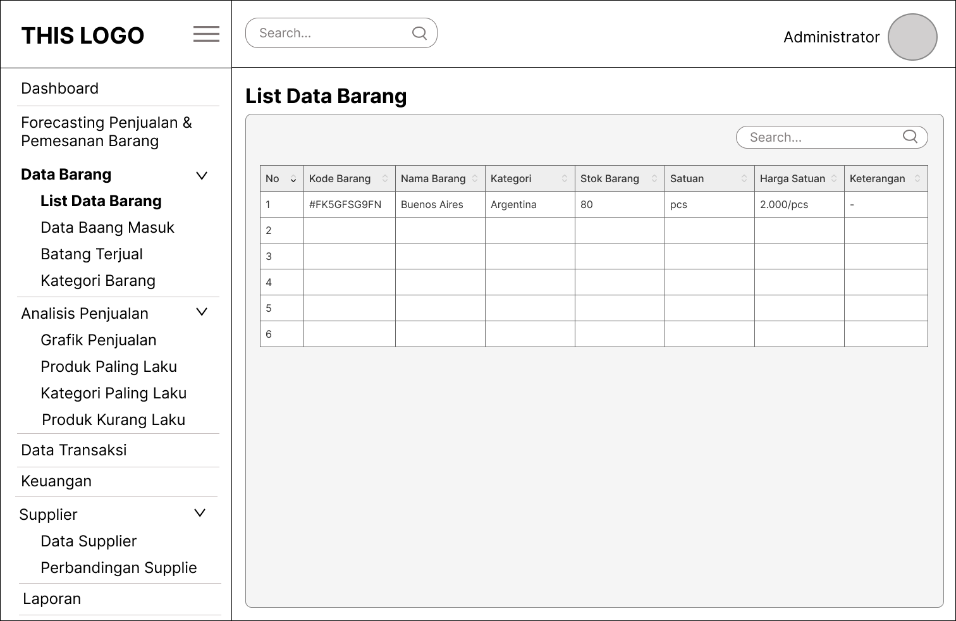 THIS LOGO
Search...
Administrator
Dashboard
Forecasting Penjualan &
Pemesanan Barang
Data Barang
List Data Barang
Data Baang Masuk
Batang Terjual
Kategori Barang
Analisis Penjualan
Grafik Penjualan
Produk Paling Laku
Kategori Paling Laku
Produk Kurang Laku
Data Transaksi
Keuangan
Supplier
Data Supplier
Perbandingan Supplie
Laporan
List Data Barang
Search...
No Kode Barang Nama Barang Kategori Stok Barang Satuan Harga Satuan Keterangan
1 #FK5GFSG9FN Buenos Aires Argentina 80 pcs 2.000/pcs -
2
3
4
5
6